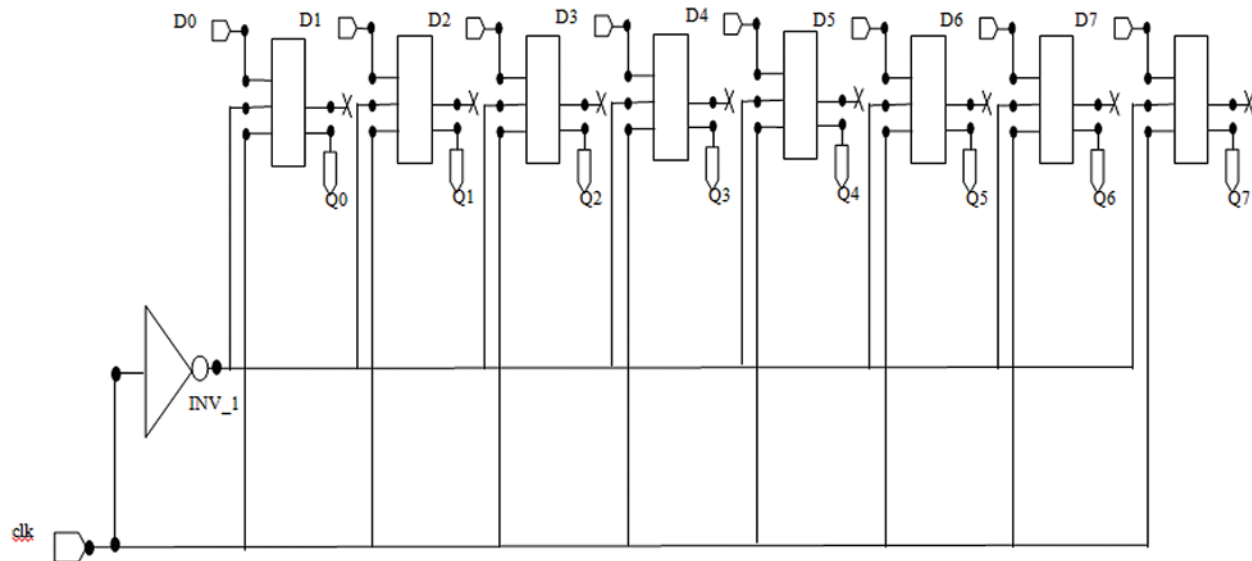 D0 D1 D2 D3 D4 D5 D6 D7
Q0 Q1 Q2 Q3 Q4 Q5 Q6 Q7
INV_1
clk